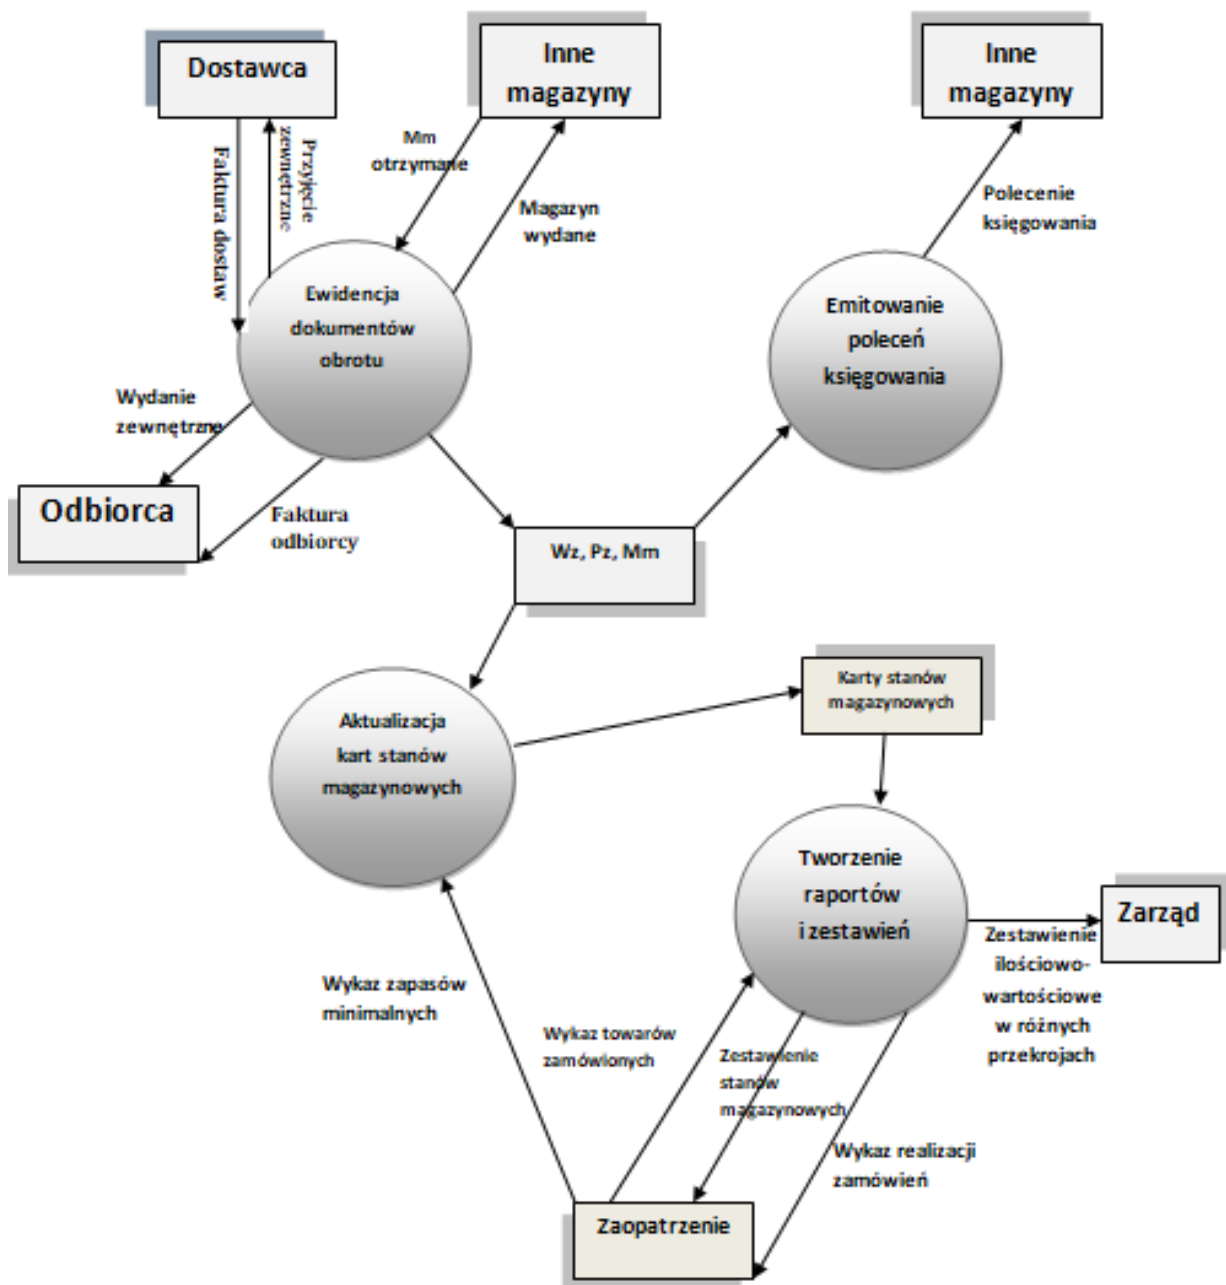 Dostawca
Inne
magazyny
Inne
magazyny
Przyjęcie
zewnętrzne
Faktura dostaw
Mm
otrzymane
Magazyn
wydane
Polecenie
księgowania
Ewidencja
dokumentów
obrotu
Emitowanie
poleceń
księgowania
Wydanie
zewnętrzne
Odbiorca
Faktura
odbiorcy
Wz, Pz, Mm
Karty stanów
magazynowych
Aktualizacja
kart stanów
magazynowych
Tworzenie
raportów
i zestawień
Zarząd
Zestawienie
ilościowo-
wartościowe
w różnych
przekrojach
Wykaz zapasów
minimalnych
Wykaz towarów
zamówionych
Zestawienie
stanów
magazynowych
Wykaz realizacji
zamówień
Zaopatrzenie